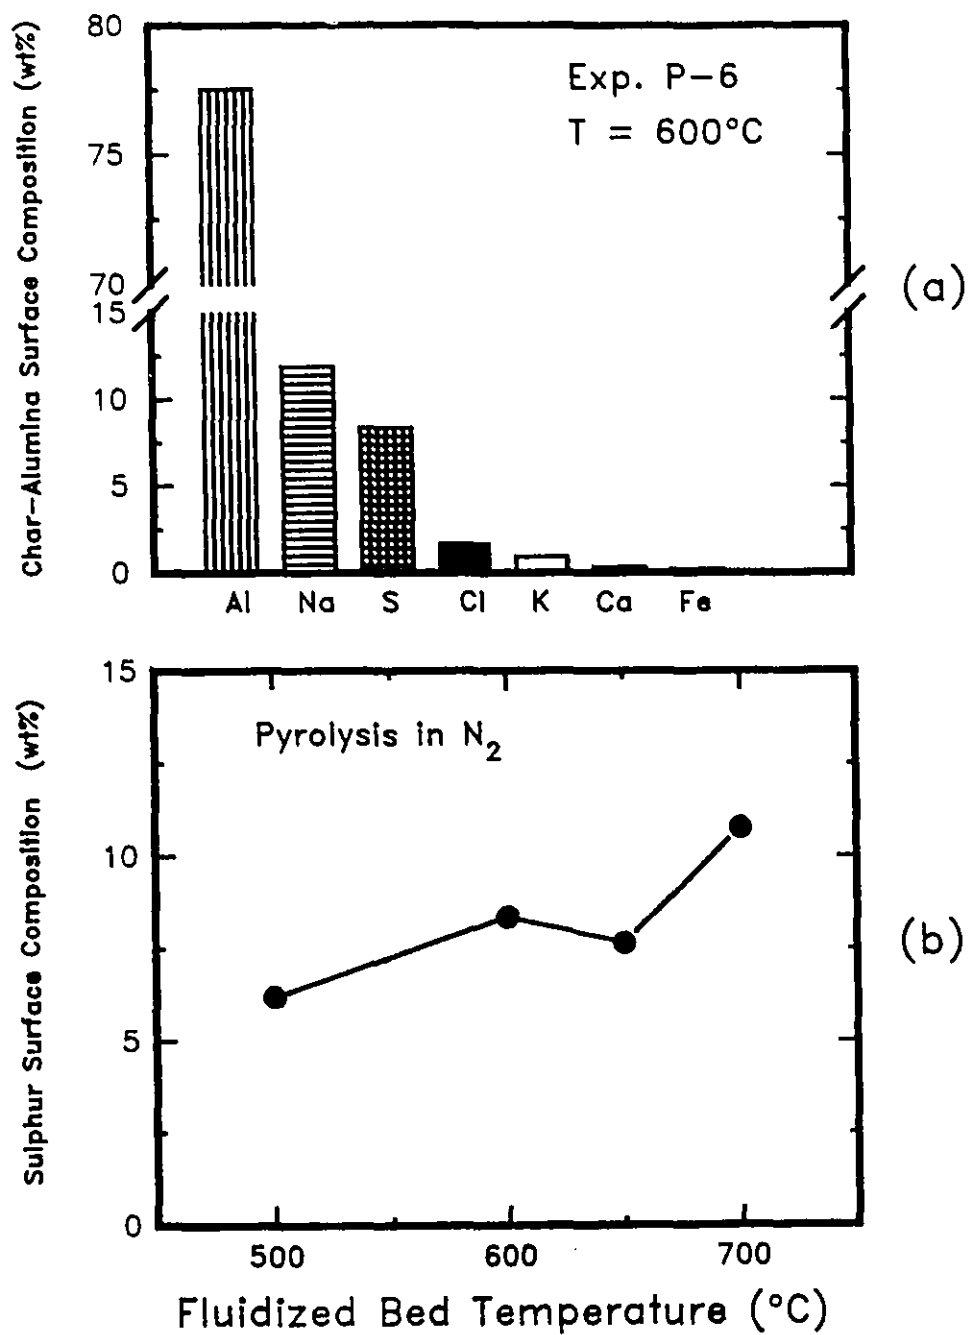 Char-Alumina Surface Composition (wt%)
80
75
70
15
10
5
0
Exp. P-6
T = 600°C
(a)
Al Na S Cl K Ca Fe
Sulphur Surface Composition (wt%)
15
10
5
0
Pyrolysis in N₂
(b)
500 600 700
Fluidized Bed Temperature (°C)